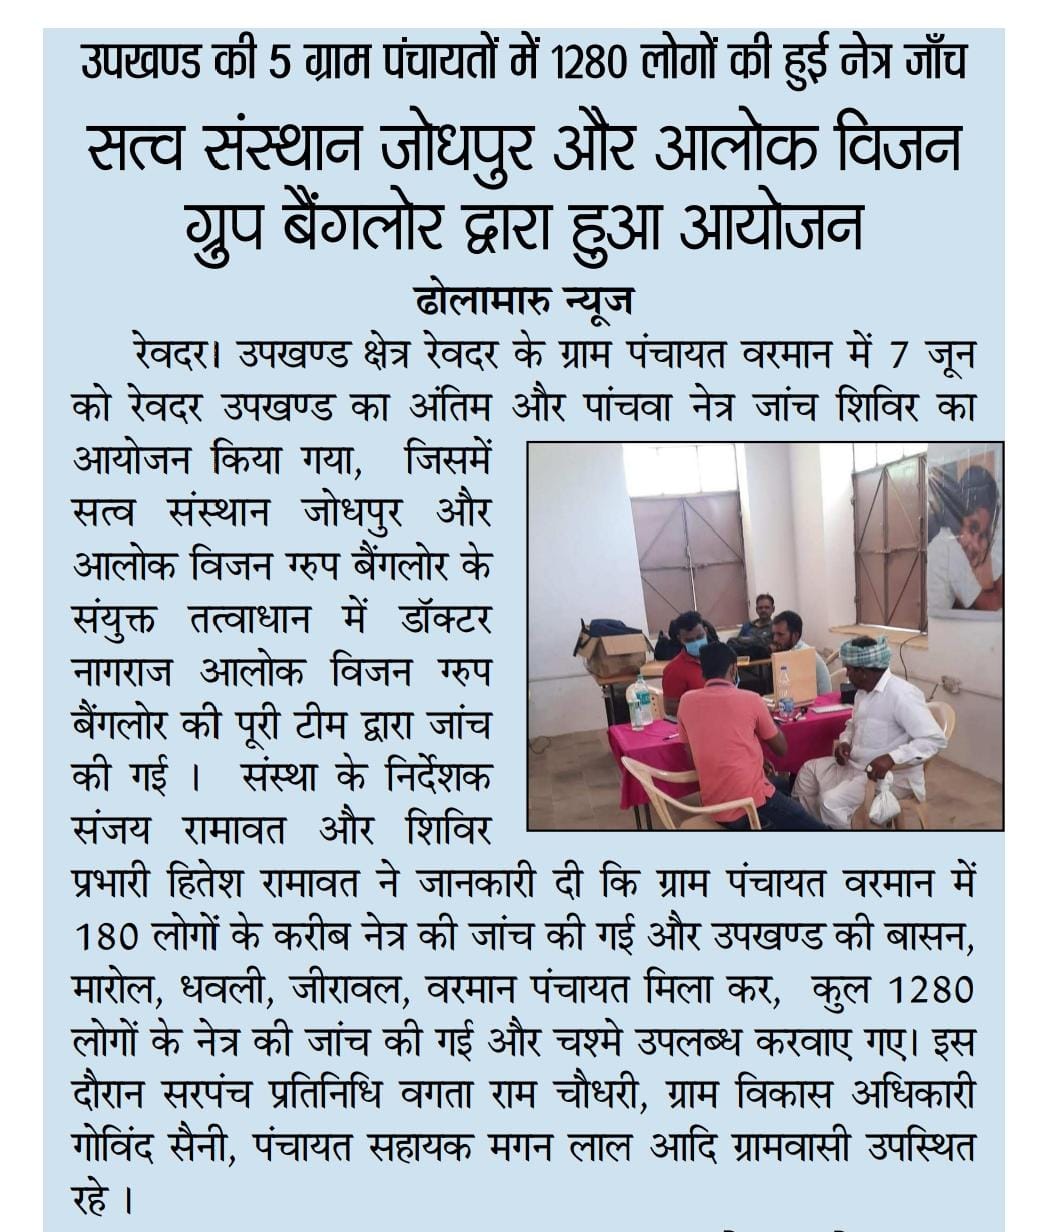 उपखण्ड की 5 ग्राम पंचायतों में 1280 लोगों की हुई नेत्र जाँच
सत्व संस्थान जोधपुर और आलोक विजन
ग्रुप बैंगलोर द्वारा हुआ आयोजन
ढोलामारु न्यूज
रेवदर। उपखण्ड क्षेत्र रेवदर के ग्राम पंचायत वरमान में 7 जून
को रेवदर उपखण्ड का अंतिम और पांचवा नेत्र जांच शिविर का
आयोजन किया गया, जिसमें
सत्व संस्थान जोधपुर और
आलोक विजन ग्रुप बैंगलोर के
संयुक्त तत्वाधान में डॉक्टर
नागराज आलोक विजन ग्रुप
बैंगलोर की पूरी टीम द्वारा जांच
की गई । संस्था के निर्देशक
संजय रामावत और शिविर
प्रभारी हितेश रामावत ने जानकारी दी कि ग्राम पंचायत वरमान में
180 लोगों के करीब नेत्र की जांच की गई और उपखण्ड की बासन,
मारोल, धवली, जीरावल, वरमान पंचायत मिला कर, कुल 1280
लोगों के नेत्र की जांच की गई और चश्मे उपलब्ध करवाए गए। इस
दौरान सरपंच प्रतिनिधि वगता राम चौधरी, ग्राम विकास अधिकारी
गोविंद सैनी, पंचायत सहायक मगन लाल आदि ग्रामवासी उपस्थित
रहे ।